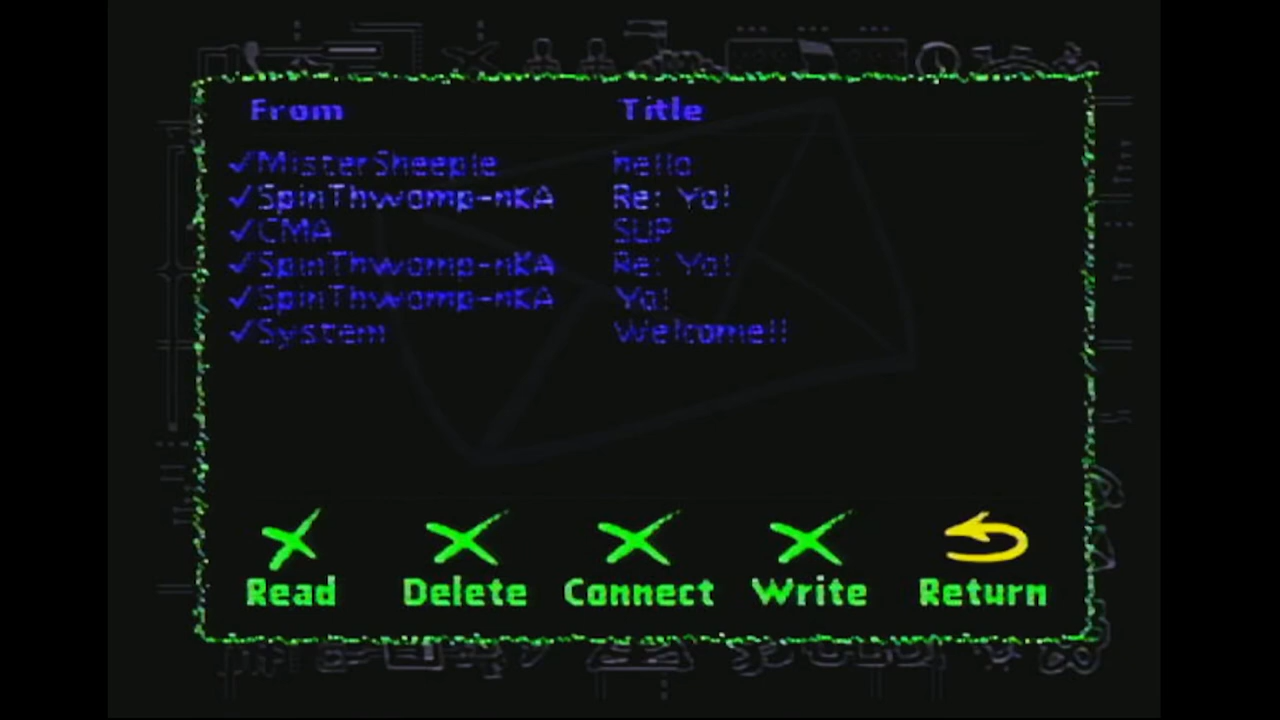 From Title
✓MisterSheeple hello
✓SpinThwomp-nKA Re: Yo!
✓CMA SUP
✓SpinThwomp-nKA Re: Yo!
✓SpinThwomp-nKA Yo!
✓System Welcome!!
Read Delete Connect Write Return